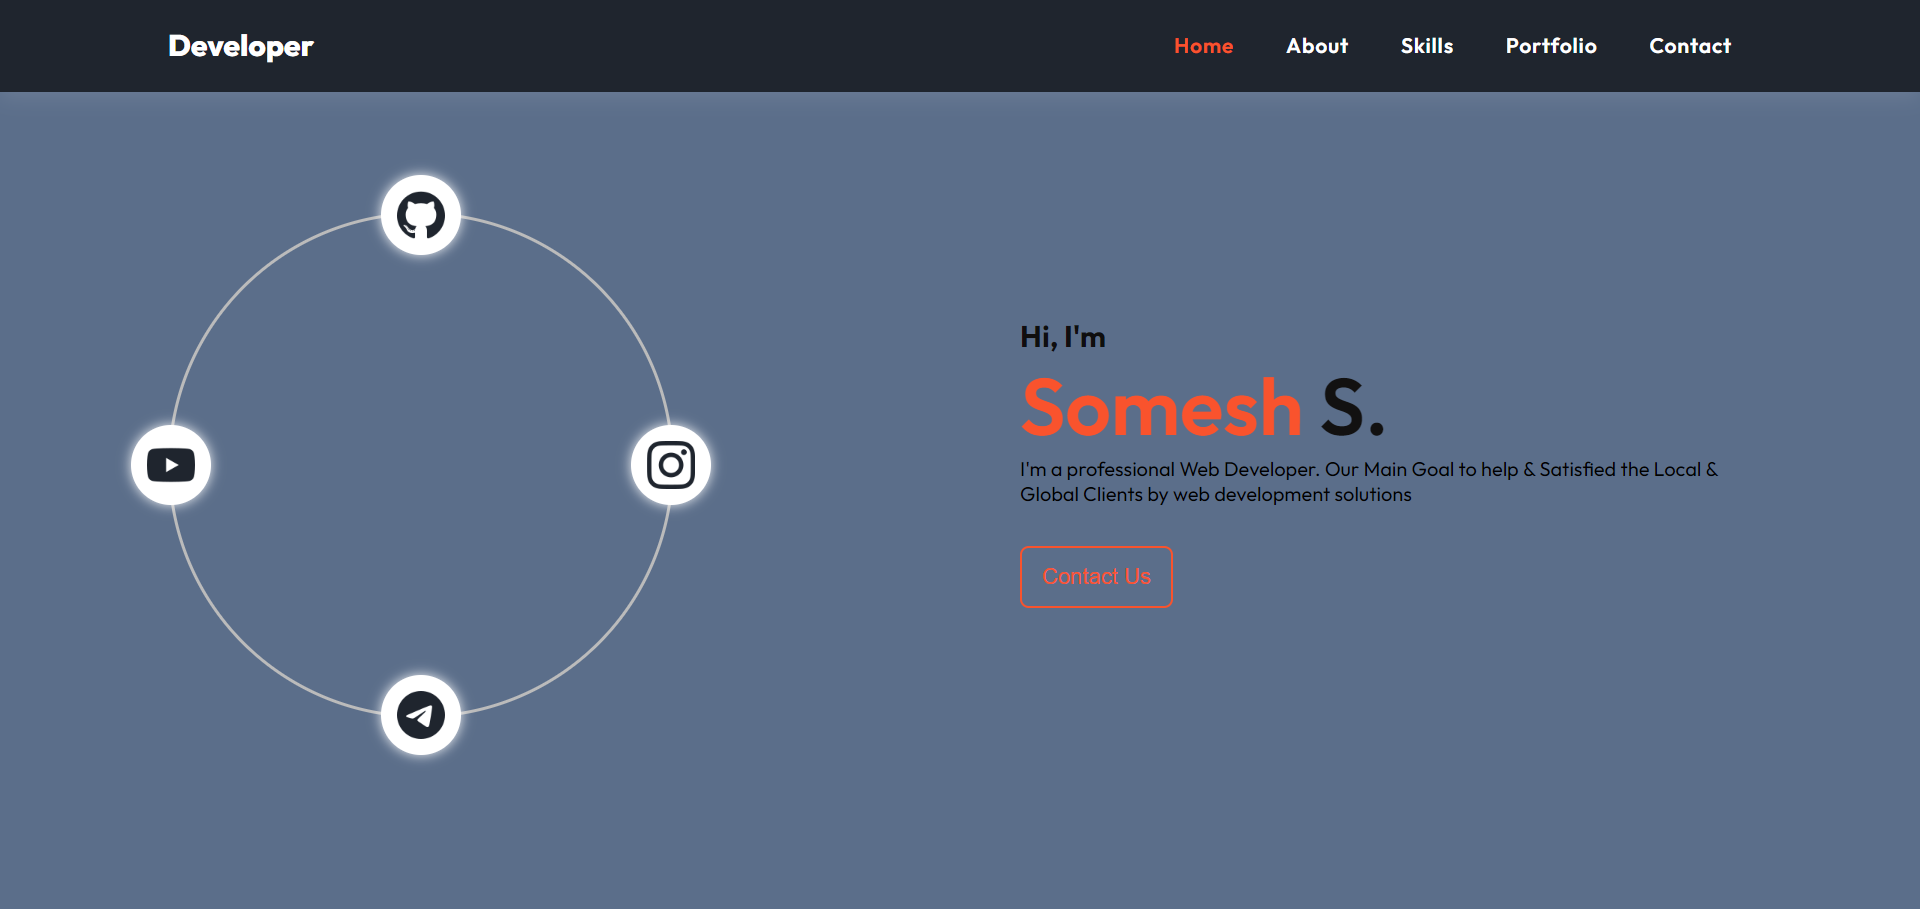 Developer
Home About Skills Portfolio Contact
Hi, I'm
Somesh S.
I'm a professional Web Developer. Our Main Goal to help & Satisfied the Local &
Global Clients by web development solutions
Contact Us